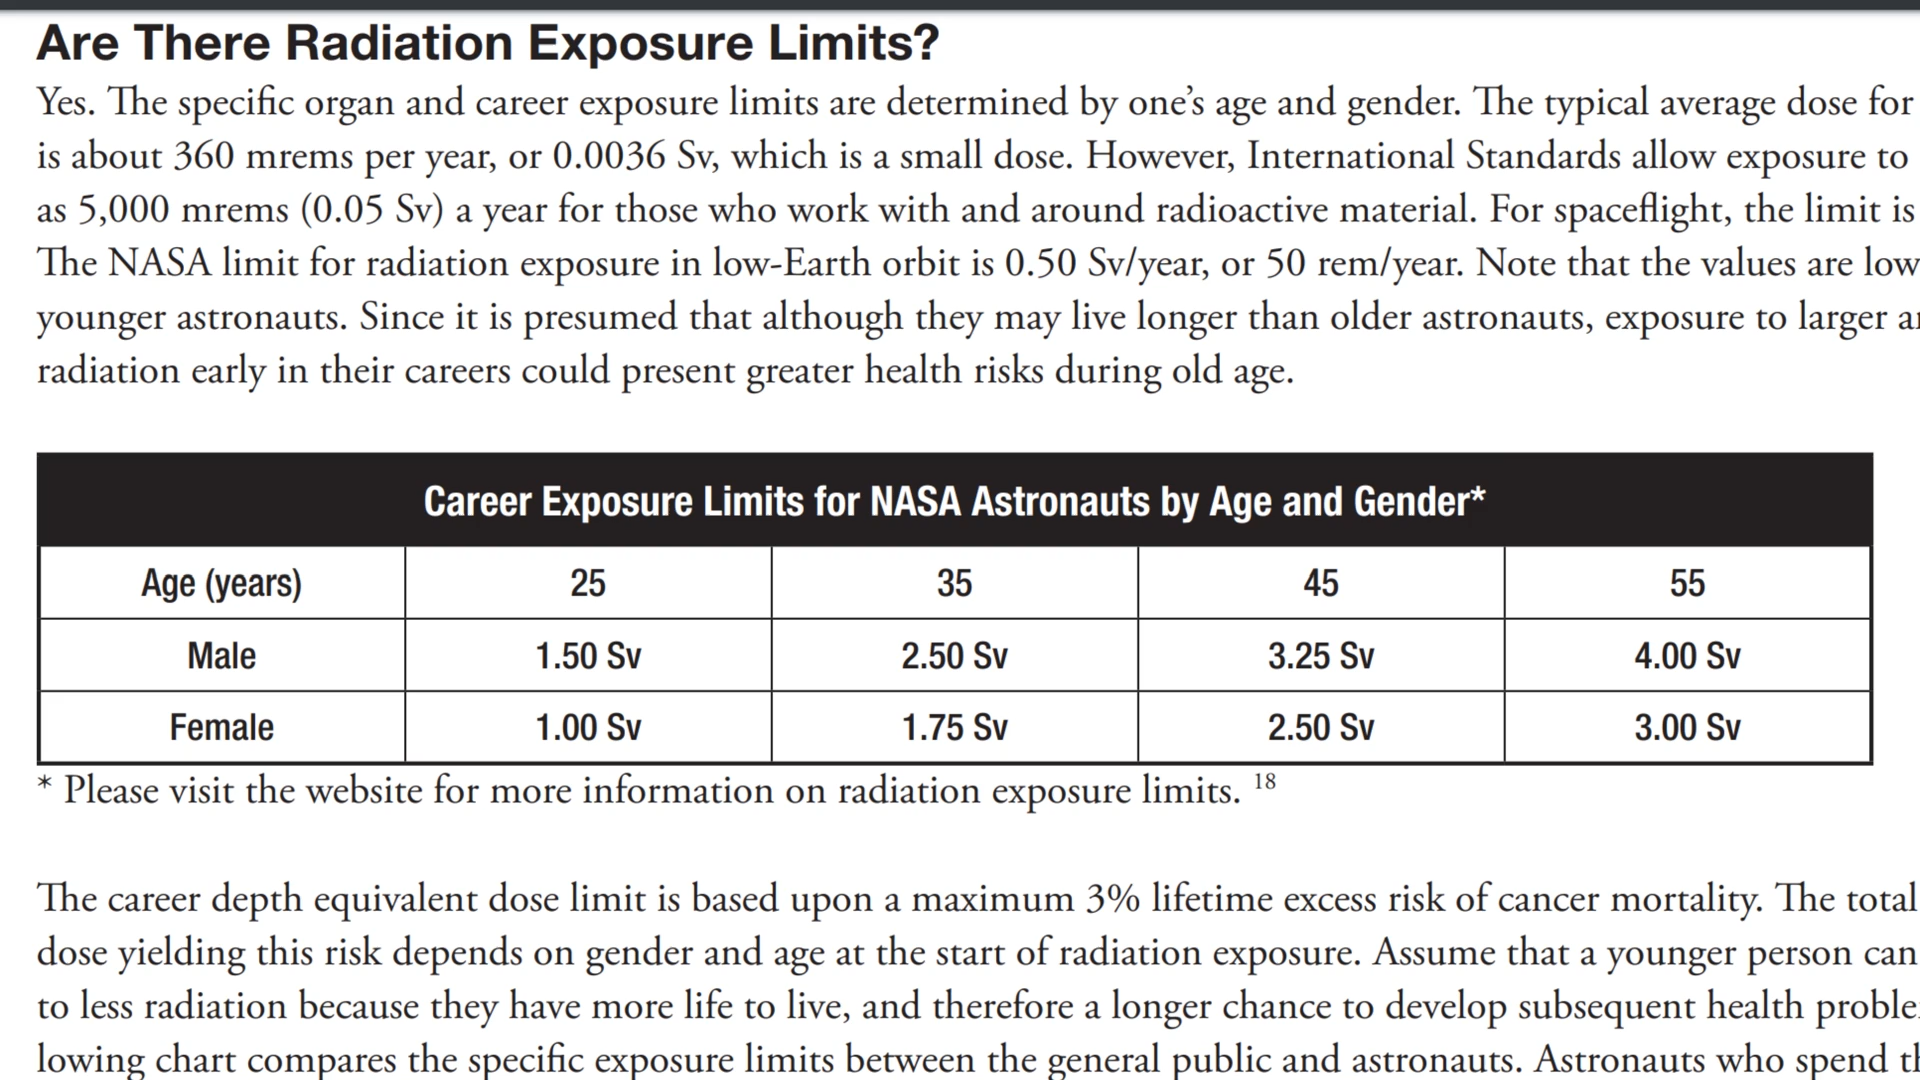 Are There Radiation Exposure Limits?
Yes. The specific organ and career exposure limits are determined by one's age and gender. The typical average dose for
is about 360 mrems per year, or 0.0036 Sv, which is a small dose. However, International Standards allow exposure to
as 5,000 mrems (0.05 Sv) a year for those who work with and around radioactive material. For spaceflight, the limit is
The NASA limit for radiation exposure in low-Earth orbit is 0.50 Sv/year, or 50 rem/year. Note that the values are low
younger astronauts. Since it is presumed that although they may live longer than older astronauts, exposure to larger
radiation early in their careers could present greater health risks during old age.
Career Exposure Limits for NASA Astronauts by Age and Gender*
Age (years) 25 35 45 55
Male 1.50 Sv 2.50 Sv 3.25 Sv 4.00 Sv
Female 1.00 Sv 1.75 Sv 2.50 Sv 3.00 Sv
* Please visit the website for more information on radiation exposure limits. 18
The career depth equivalent dose limit is based upon a maximum 3% lifetime excess risk of cancer mortality. The total
dose yielding this risk depends on gender and age at the start of radiation exposure. Assume that a younger person can
to less radiation because they have more life to live, and therefore a longer chance to develop subsequent health
lowing chart compares the specific exposure limits between the general public and astronauts. Astronauts who spend